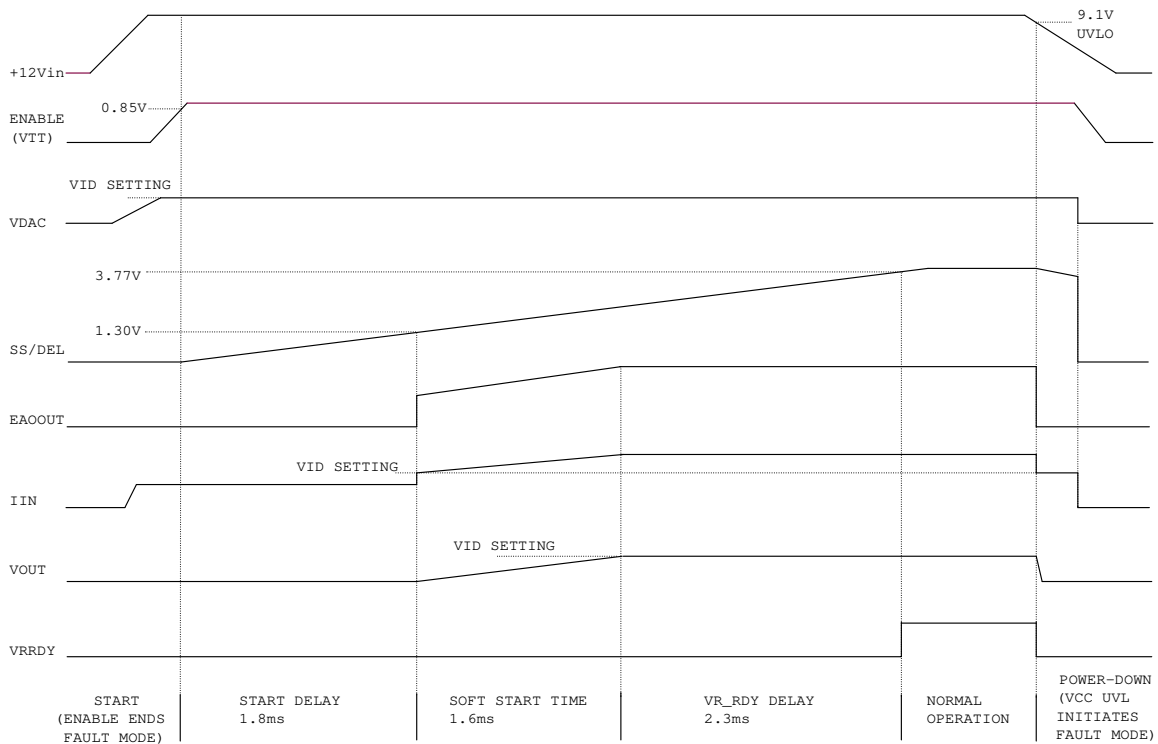 9.1V
UVLO
+12Vin
0.85V
ENABLE
(VTT)
VID SETTING
VDAC
3.77V
1.30V
SS/DEL
EAOOUT
VID SETTING
IIN
VID SETTING
VOUT
VRRDY
START
(ENABLE ENDS
FAULT MODE)
START DELAY
1.8ms
SOFT START TIME
1.6ms
VR_RDY DELAY
2.3ms
NORMAL
OPERATION
POWER-DOWN
(VCC UVL
INITIATES
FAULT MODE)